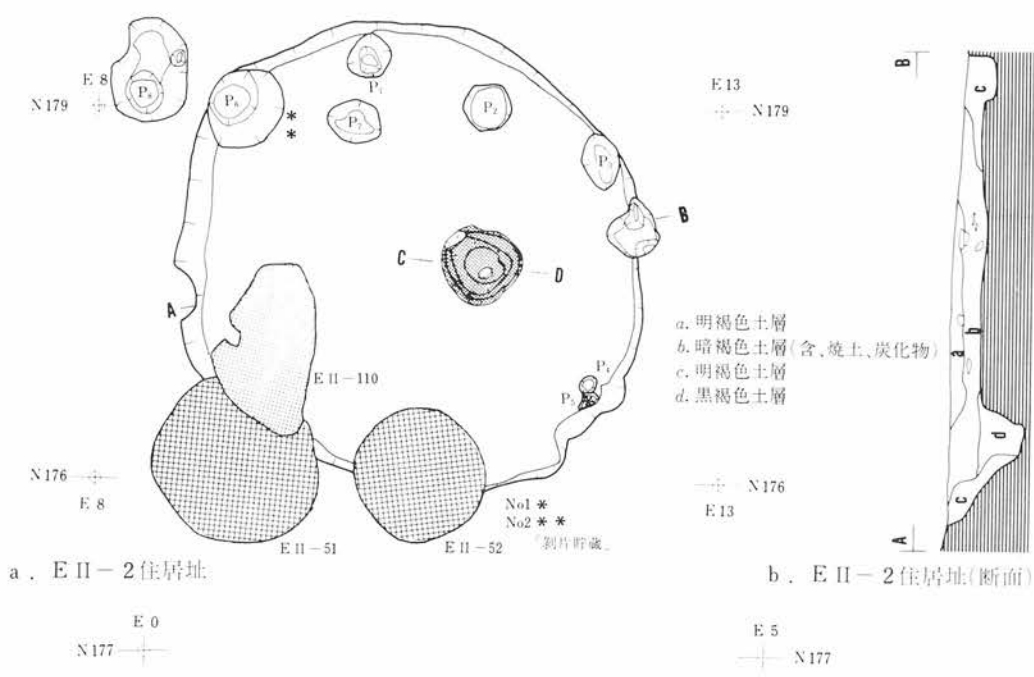 E 8
N 179
P₈
P₆
P₁
P₇
P₂
P₃
*
*
E 13
N 179
B
C
D
A
E II-110
P₄
P₅
N 176
E 8
E II-51
E II-52
No1 *
No2 * *
「剝片貯蔵」
N 176
E 13
a. 明褐色土層
b. 暗褐色土層(含、焼土、炭化物)
c. 明褐色土層
d. 黒褐色土層
B
c
b
a
d
c
A
a. E II-2住居址
b. E II-2住居址(断面)
E 0
N 177
E 5
N 177